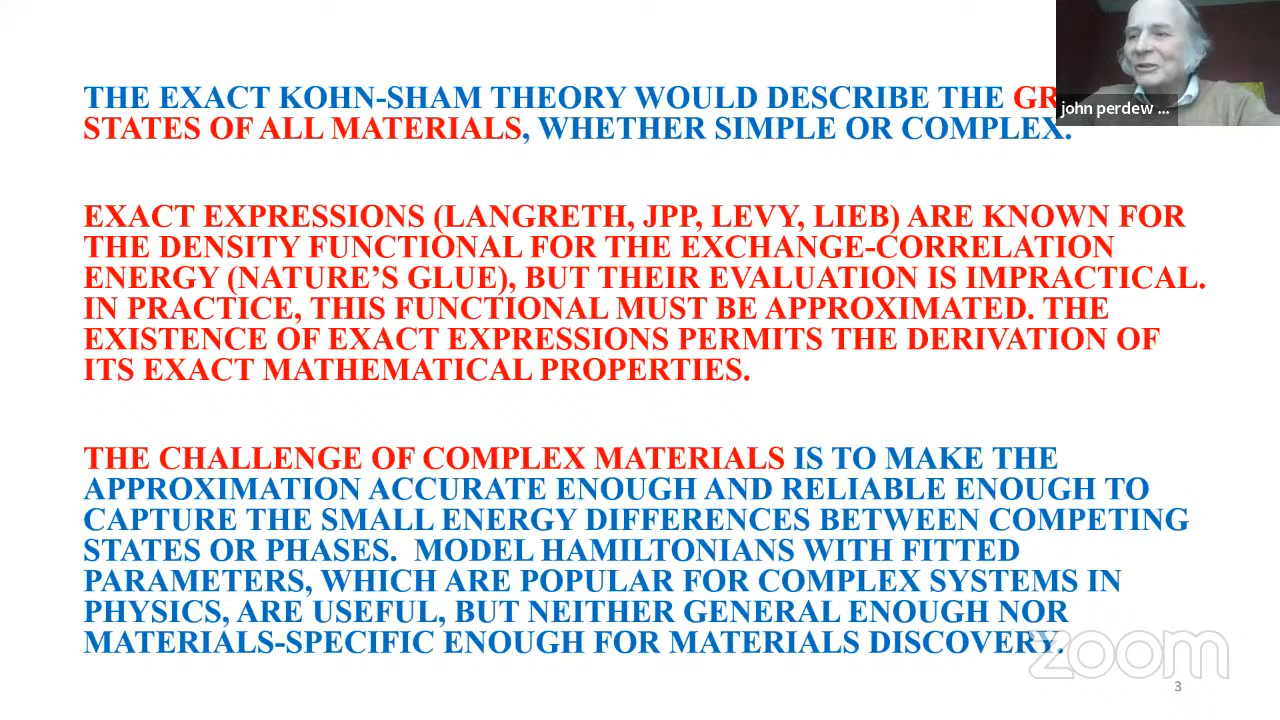 THE EXACT KOHN-SHAM THEORY WOULD DESCRIBE THE
STATES OF ALL MATERIALS, WHETHER SIMPLE OR COMPLEX.
john perdew ...
EXACT EXPRESSIONS (LANGRETH, JPP, LEVY, LIEB) ARE KNOWN FOR
THE DENSITY FUNCTIONAL FOR THE EXCHANGE-CORRELATION
ENERGY (NATURE’S GLUE), BUT THEIR EVALUATION IS IMPRACTICAL.
IN PRACTICE, THIS FUNCTIONAL MUST BE APPROXIMATED. THE
EXISTENCE OF EXACT EXPRESSIONS PERMITS THE DERIVATION OF
ITS EXACT MATHEMATICAL PROPERTIES.
THE CHALLENGE OF COMPLEX MATERIALS IS TO MAKE THE
APPROXIMATION ACCURATE ENOUGH AND RELIABLE ENOUGH TO
CAPTURE THE SMALL ENERGY DIFFERENCES BETWEEN COMPETING
STATES OR PHASES. MODEL HAMILTONIANS WITH FITTED
PARAMETERS, WHICH ARE POPULAR FOR COMPLEX SYSTEMS IN
PHYSICS, ARE USEFUL, BUT NEITHER GENERAL ENOUGH NOR
MATERIALS-SPECIFIC ENOUGH FOR MATERIALS DISCOVERY.
zoom
3